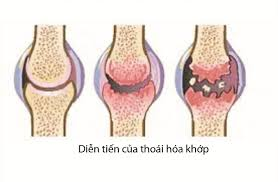 Diễn tiến của thoái hóa khớp